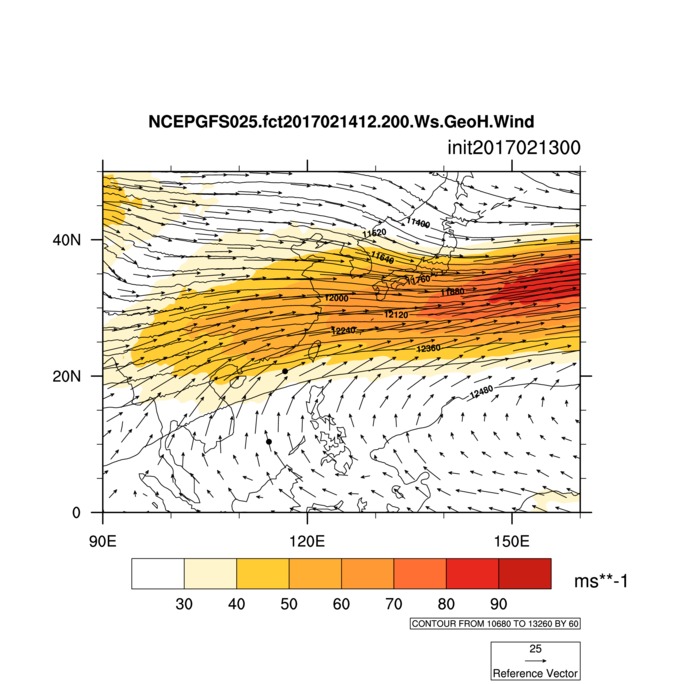 NCEPGFS025.fct2017021412.200.Ws.GeoH.Wind
init2017021300
11400
11520
11640
40N
11760
11880
12000
12120
12240
12360
20N
12480
0
90E 120E 150E
30 40 50 60 70 80 90
ms**-1
CONTOUR FROM 10680 TO 13260 BY 60
25
Reference Vector